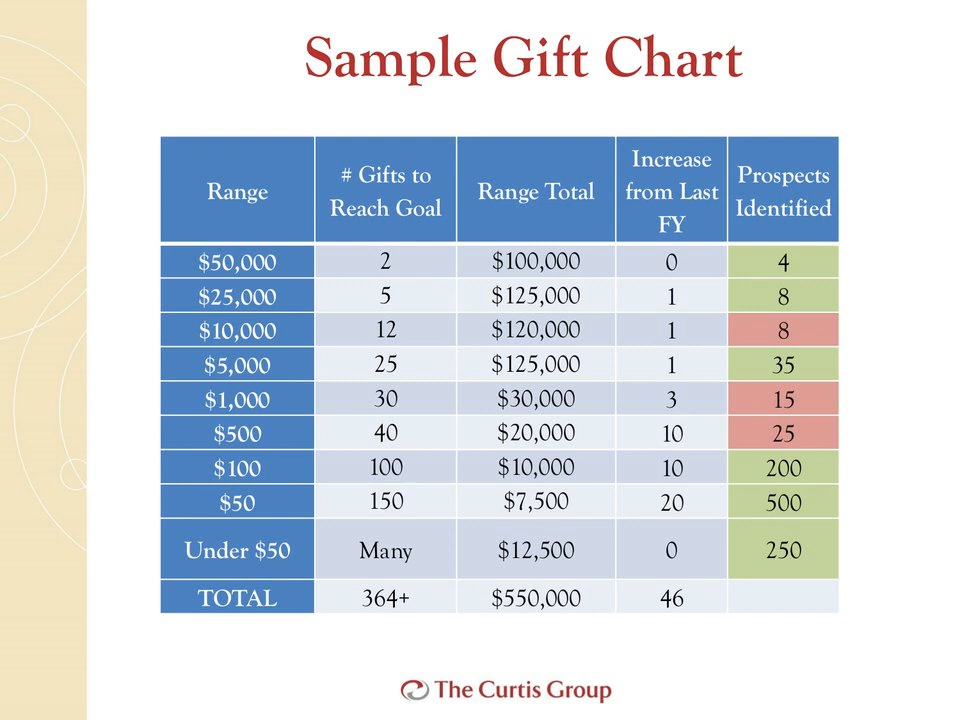 Sample Gift Chart
Range
# Gifts to
Reach Goal
Range Total
Increase
from Last
FY
Prospects
Identified
$50,000 2 $100,000 0 4
$25,000 5 $125,000 1 8
$10,000 12 $120,000 1 8
$5,000 25 $125,000 1 35
$1,000 30 $30,000 3 15
$500 40 $20,000 10 25
$100 100 $10,000 10 200
$50 150 $7,500 20 500
Under $50 Many $12,500 0 250
TOTAL 364+ $550,000 46
The Curtis Group